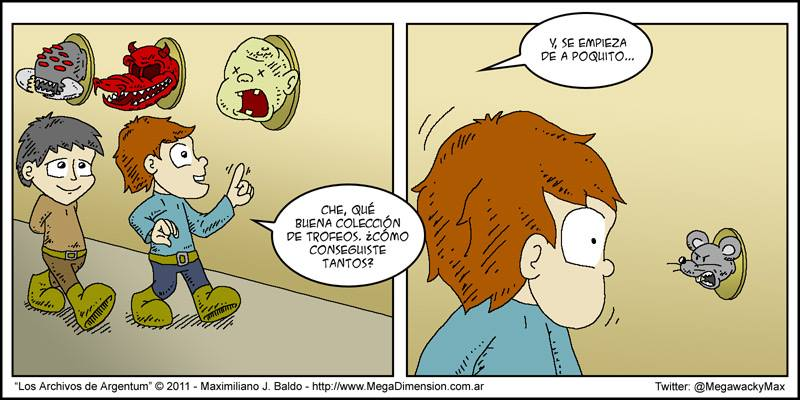 CHE, QUÉ
BUENA COLECCIÓN
DE TROFEOS. ¿CÓMO
CONSEGUISTE
TANTOS?
Y, SE EMPIEZA
DE A POQUITO...
"Los Archivos de Argentum" © 2011 - Maximiliano J. Baldo - http://www.MegaDimension.com.ar
Twitter: @MegawackyMax